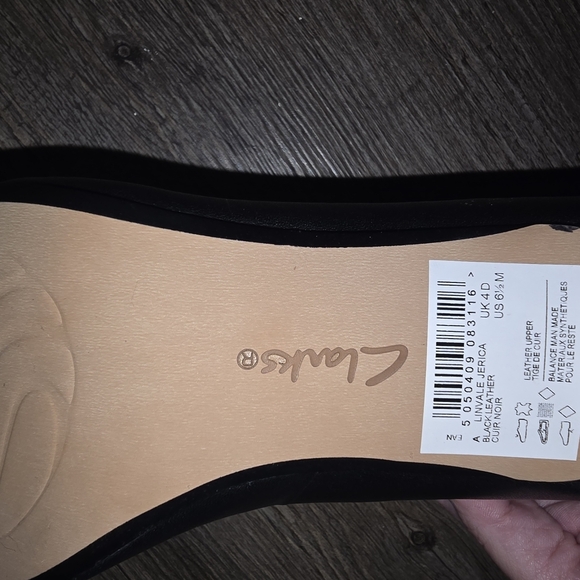 Clarks®
EAN
5 050409 083116 >
A LINVALE JERICA
BLACK LEATHER
CUIR NOIR
UK 4 D
US 6½ M
LEATHER UPPER
TIGE DE CUIR
BALANCE MAN MADE
MATERIAUX SYNTHETIQUES
POUR LE RESTE